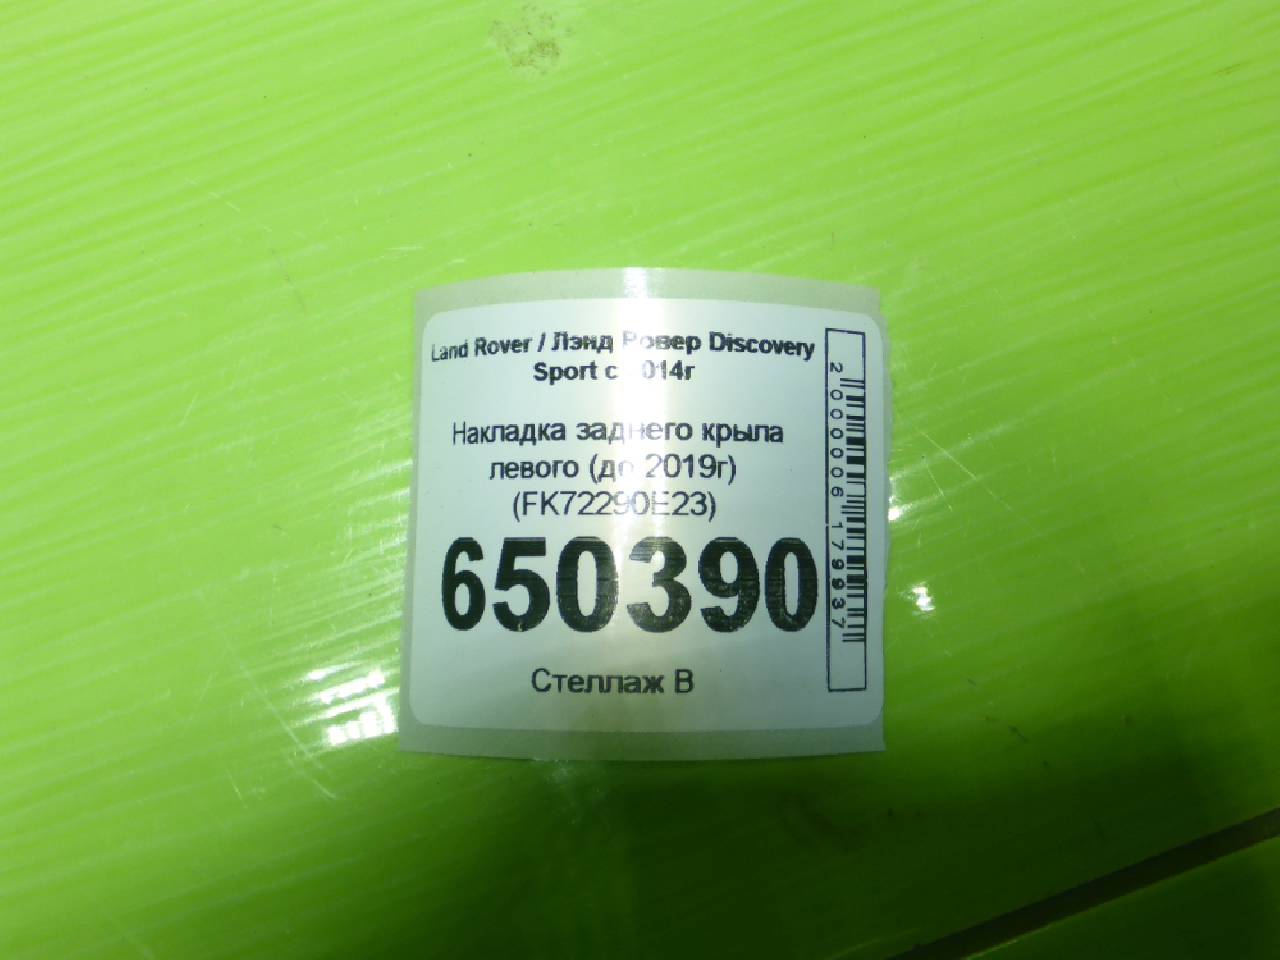 Land Rover / Лэнд Ровер Discovery
Sport с 2014г
Накладка заднего крыла
левого (до 2019г)
(FK72290E23)
650390
Стеллаж В
2000006179937